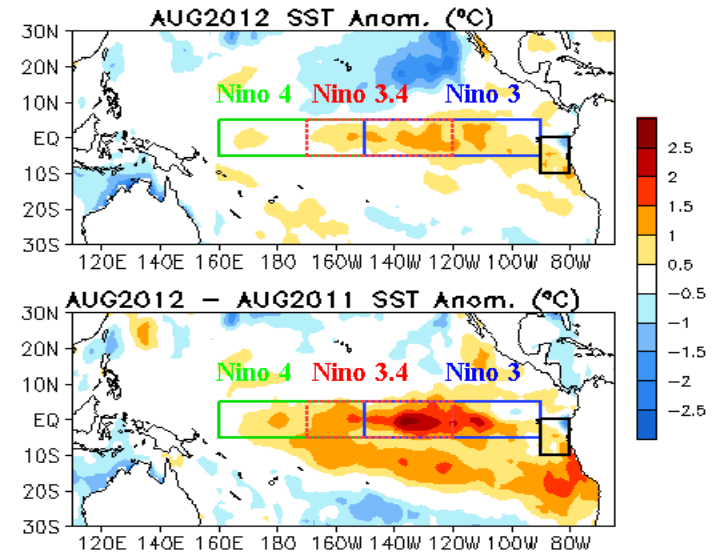 AUG2012 SST Anom. (ºC)
30N
20N
10N
EQ
10S
20S
30S
Nino 4 Nino 3.4 Nino 3
120E 140E 160E 180 160W 140W 120W 100W 80W
AUG2012 – AUG2011 SST Anom. (ºC)
30N
20N
10N
EQ
10S
20S
30S
Nino 4 Nino 3.4 Nino 3
120E 140E 160E 180 160W 140W 120W 100W 80W
2.5
2
1.5
1
0.5
−0.5
−1
−1.5
−2
−2.5